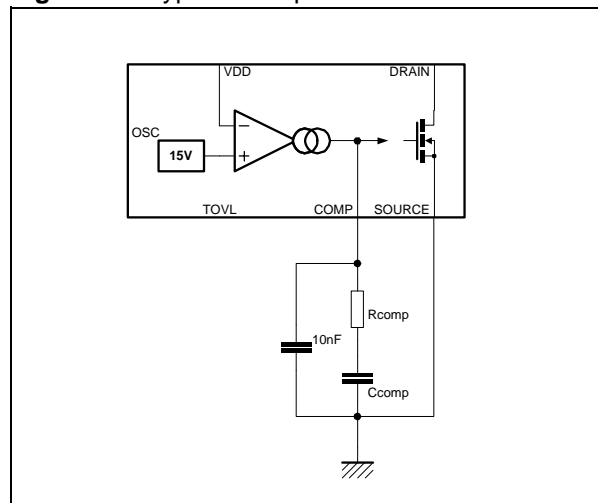 VDD DRAIN
OSC
15V
TOVL COMP SOURCE
Rcomp
10nF
Ccomp